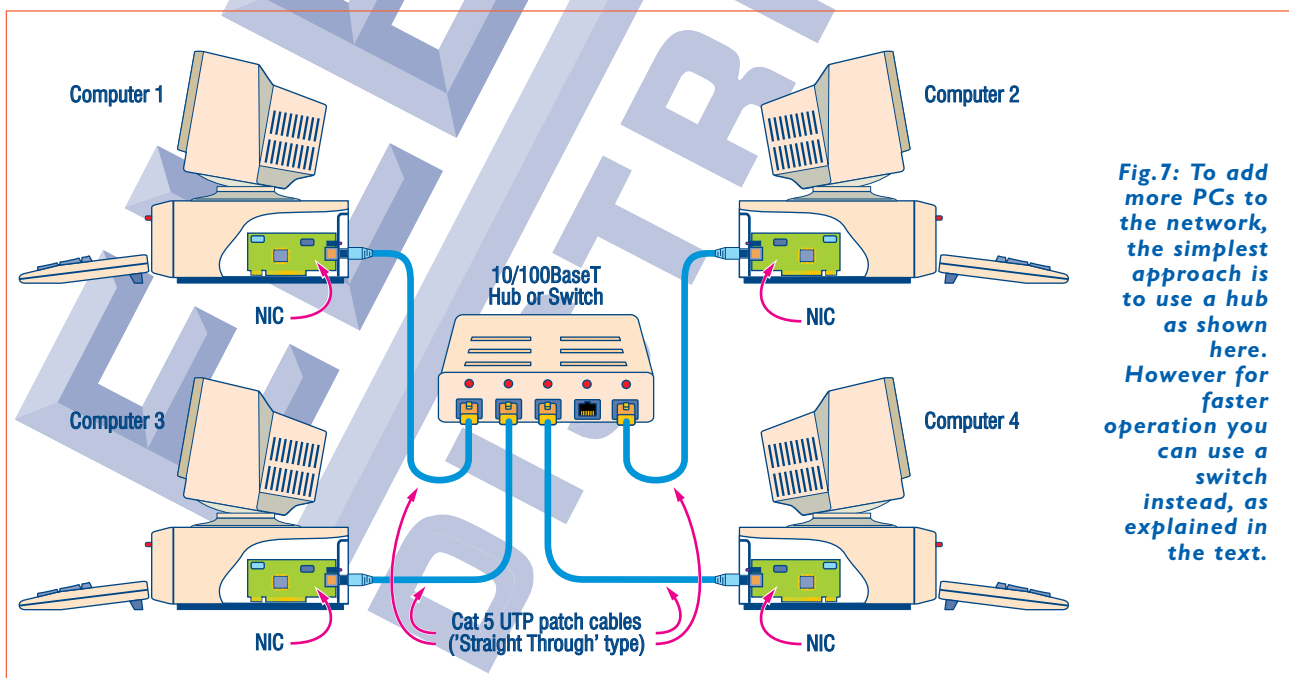 Computer 1
Computer 2
NIC
10/100BaseT
Hub or Switch
NIC
Computer 3
Computer 4
NIC
Cat 5 UTP patch cables
('Straight Through' type)
NIC
Fig.7: To add
more PCs to
the network,
the simplest
approach is
to use a hub
as shown
here.
However for
faster
operation you
can use a
switch
instead, as
explained in
the text.